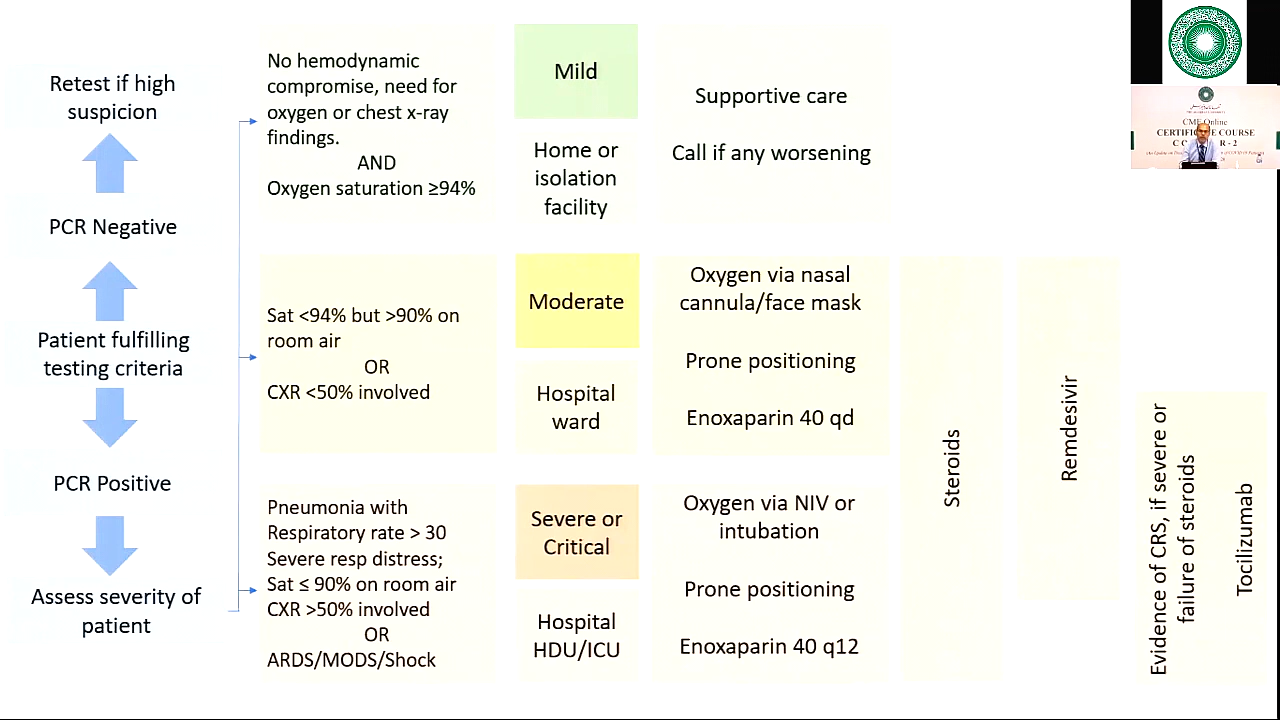 Retest if high
suspicion
PCR Negative
Patient fulfilling
testing criteria
PCR Positive
Assess severity of
patient
No hemodynamic
compromise, need for
oxygen or chest x-ray
findings.
AND
Oxygen saturation ≥94%
Mild
Home or
isolation
facility
Supportive care
Call if any worsening
Sat <94% but >90% on
room air
OR
CXR <50% involved
Moderate
Hospital
ward
Oxygen via nasal
cannula/face mask
Prone positioning
Enoxaparin 40 qd
Pneumonia with
Respiratory rate > 30
Severe resp distress;
Sat ≤ 90% on room air
CXR >50% involved
OR
ARDS/MODS/Shock
Severe or
Critical
Hospital
HDU/ICU
Oxygen via NIV or
intubation
Prone positioning
Enoxaparin 40 q12
Steroids
Remdesivir
Evidence of CRS, if severe or
failure of steroids
Tocilizumab
CME Online